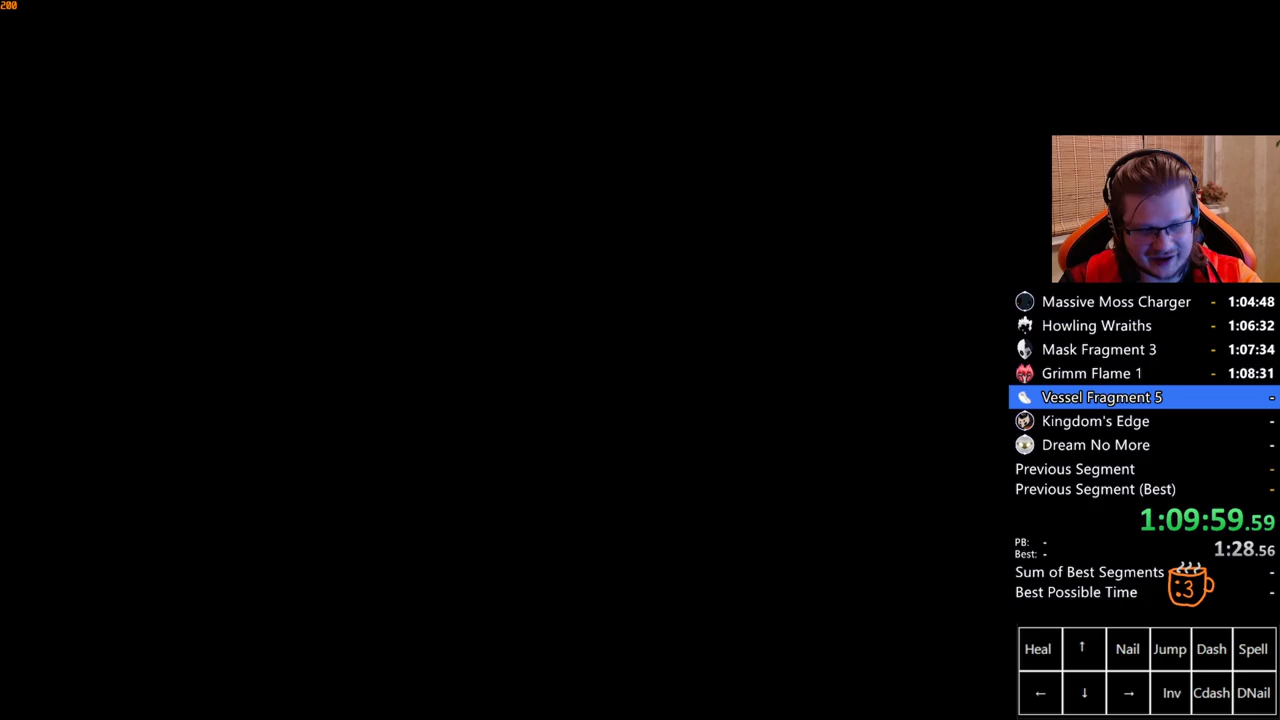 200
Massive Moss Charger - 1:04:48
Howling Wraiths - 1:06:32
Mask Fragment 3 - 1:07:34
Grimm Flame 1 - 1:08:31
Vessel Fragment 5 -
Kingdom's Edge -
Dream No More -
Previous Segment -
Previous Segment (Best) -
1:09:59.59
PB: -
Best: -
1:28.56
Sum of Best Segments -
:3
Best Possible Time -
Heal ↑ Nail Jump Dash Spell
← ↓ → Inv Cdash DNail